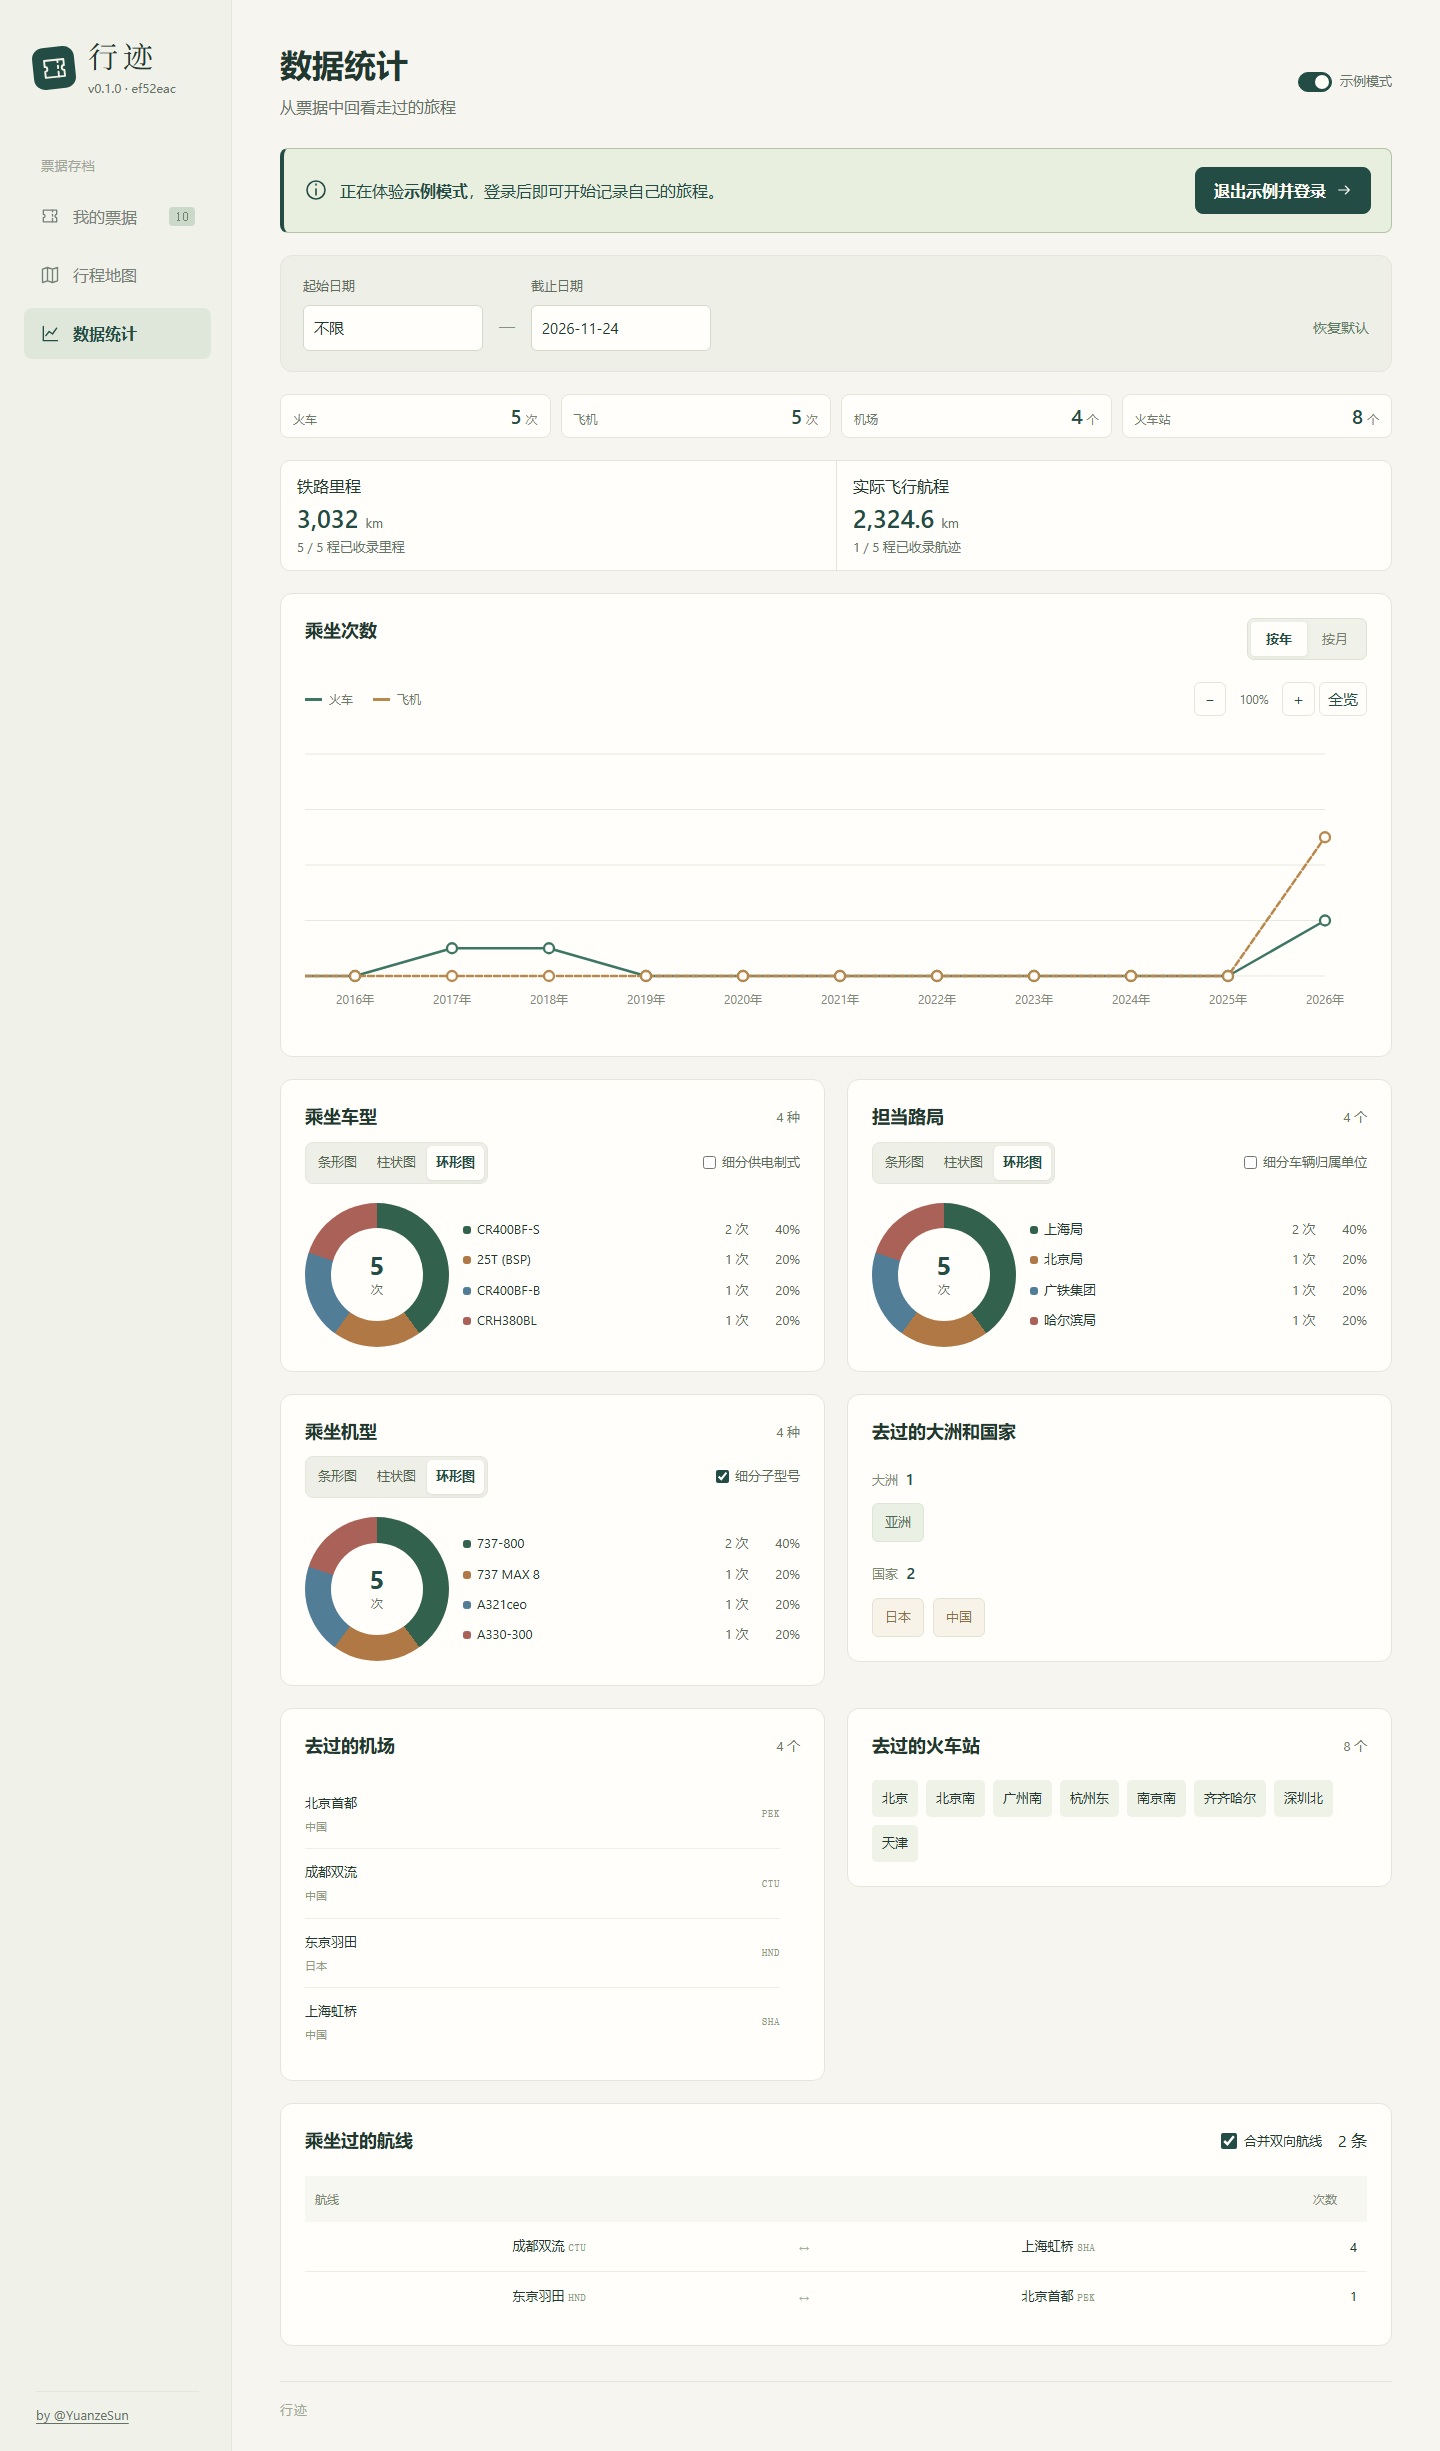 行迹
v0.1.0 · ef52eac
票据存档
我的票据 10
行程地图
数据统计
数据统计
从票据中回看走过的旅程
示例模式
正在体验示例模式，登录后即可开始记录自己的旅程。
退出示例并登录 →
起始日期
截止日期
不限
—
2026-11-24
恢复默认
火车 5 次
飞机 5 次
机场 4 个
火车站 8 个
铁路里程
3,032 km
5 / 5 程已收录里程
实际飞行航程
2,324.6 km
1 / 5 程已收录航迹
乘坐次数
按年 按月
火车 飞机
− 100% + 全览
2016年 2017年 2018年 2019年 2020年 2021年 2022年 2023年 2024年 2025年 2026年
乘坐车型 4 种
条形图 柱状图 环形图 细分供电制式
5
次
CR400BF-S 2 次 40%
25T (BSP) 1 次 20%
CR400BF-B 1 次 20%
CRH380BL 1 次 20%
担当路局 4 个
条形图 柱状图 环形图 细分车辆归属单位
5
次
上海局 2 次 40%
北京局 1 次 20%
广铁集团 1 次 20%
哈尔滨局 1 次 20%
乘坐机型 4 种
条形图 柱状图 环形图 细分子型号
5
次
737-800 2 次 40%
737 MAX 8 1 次 20%
A321ceo 1 次 20%
A330-300 1 次 20%
去过的大洲和国家
大洲 1
亚洲
国家 2
日本 中国
去过的机场 4 个
北京首都
中国
PEK
成都双流
中国
CTU
东京羽田
日本
HND
上海虹桥
中国
SHA
去过的火车站 8 个
北京 北京南 广州南 杭州东 南京南 齐齐哈尔 深圳北
天津
乘坐过的航线
合并双向航线 2 条
航线 次数
成都双流 CTU ↔ 上海虹桥 SHA 4
东京羽田 HND ↔ 北京首都 PEK 1
by @YuanzeSun
行迹